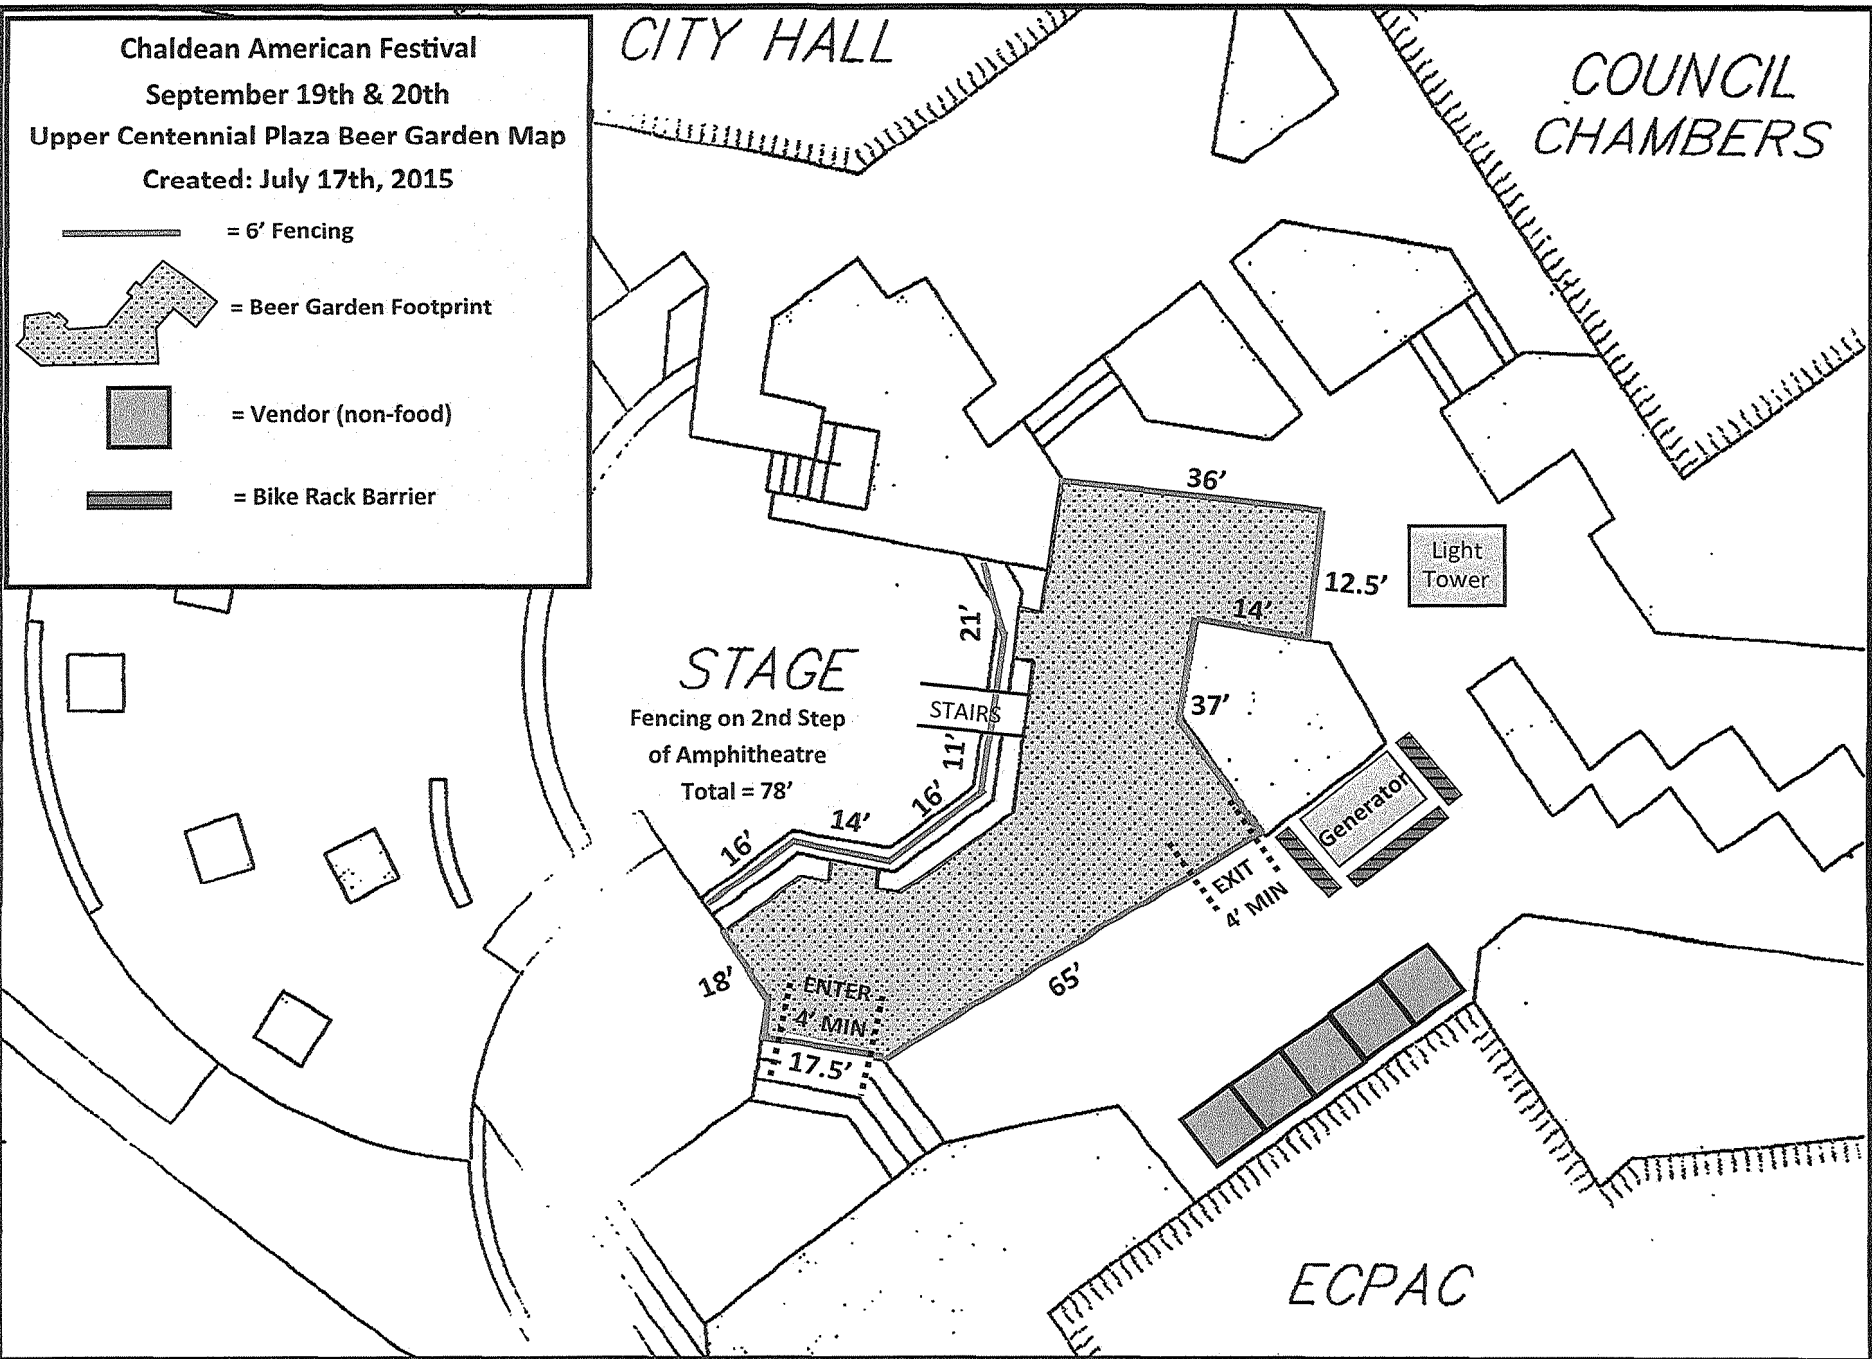 Chaldean American Festival
September 19th & 20th
Upper Centennial Plaza Beer Garden Map
Created: July 17th, 2015
= 6' Fencing
= Beer Garden Footprint
= Vendor (non-food)
= Bike Rack Barrier
CITY HALL
COUNCIL
CHAMBERS
36'
Light
Tower
12.5'
14'
21'
STAGE
Fencing on 2nd Step
of Amphitheatre
Total = 78'
STAIRS
37'
11'
16'
14'
16'
Generator
EXIT
4' MIN
18'
ENTER
4' MIN
65'
17.5'
ECPAC